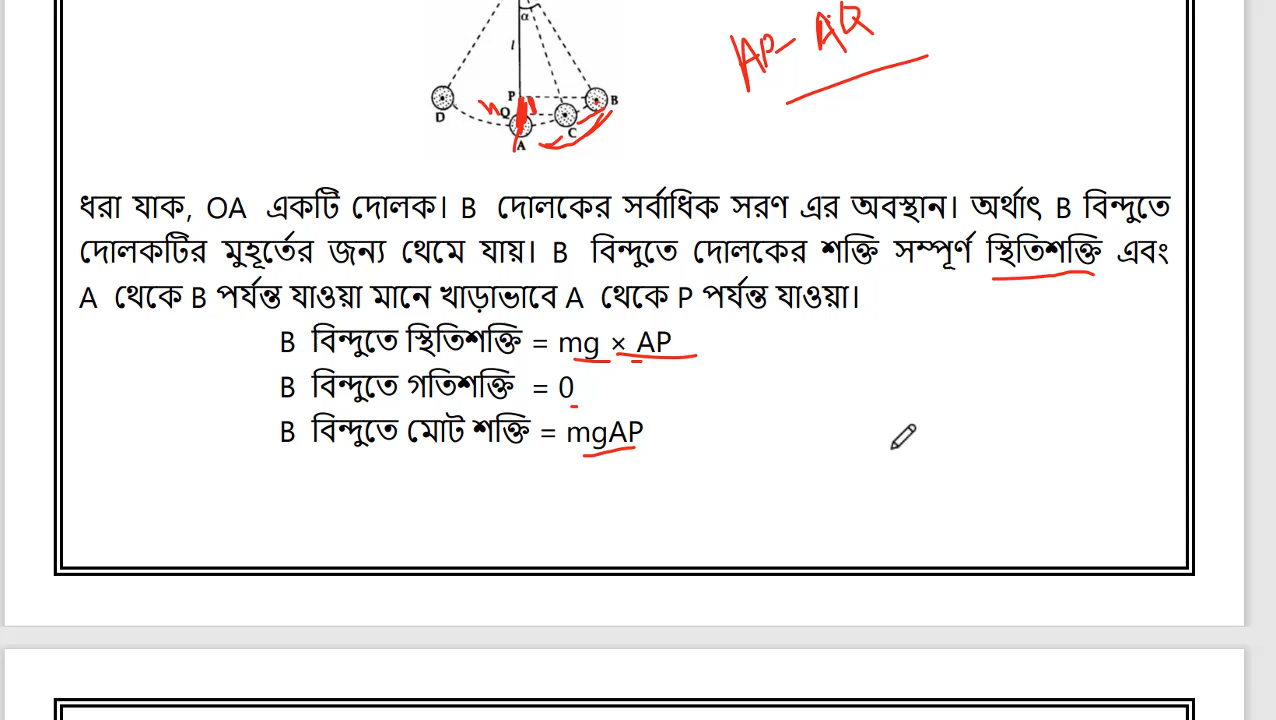 α
l
P
B
D
h
Q
C
A
AP- AQ
ধরা যাক, OA একটি দোলক। B দোলকের সর্বাধিক সরণ এর অবস্থান। অর্থাৎ B বিন্দুতে
দোলকটির মুহূর্তের জন্য থেমে যায়। B বিন্দুতে দোলকের শক্তি সম্পূর্ণ স্থিতিশক্তি এবং
A থেকে B পর্যন্ত যাওয়া মানে খাড়াভাবে A থেকে P পর্যন্ত যাওয়া।
B বিন্দুতে স্থিতিশক্তি = mg × AP
B বিন্দুতে গতিশক্তি = 0
B বিন্দুতে মোট শক্তি = mgAP